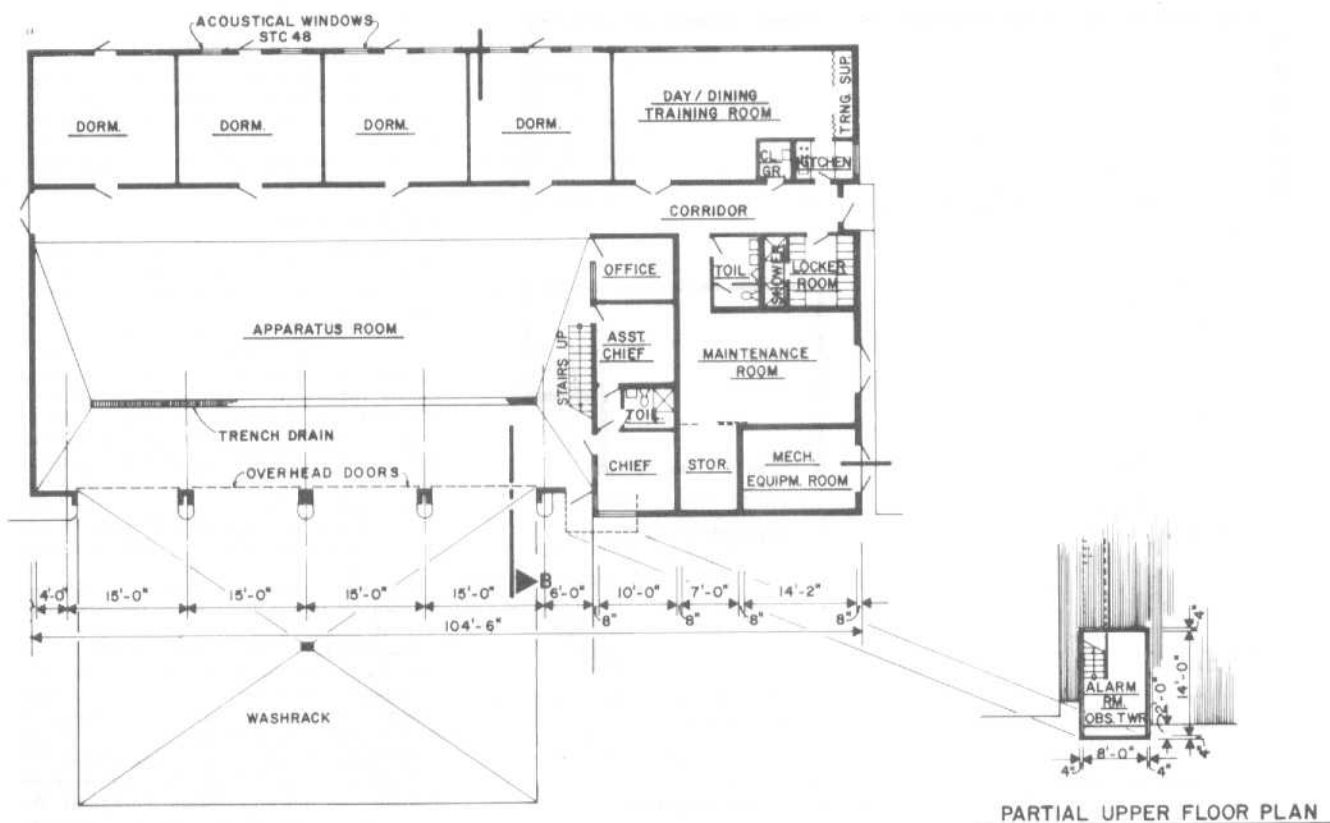 ACOUSTICAL WINDOWS
STC 48
DORM.
DORM.
DORM.
DORM.
DAY / DINING
TRAINING ROOM
TRNG SUP.
CL.
GR.
KITCHEN
CORRIDOR
OFFICE
TOIL
SHOWER
LOCKER
ROOM
APPARATUS ROOM
STAIRS UP
ASST.
CHIEF
MAINTENANCE
ROOM
TOIL.
TRENCH DRAIN
OVERHEAD DOORS
CHIEF
STOR.
MECH.
EQUIPM. ROOM
B
4'-0"
15'-0"
15'-0"
15'-0"
15'-0"
6'-0"
10'-0"
7'-0"
14'-2"
8"
8"
8"
8"
104'-6"
WASHRACK
4"
14'-0"
ALARM
RM.
OBS. TWR
2'-0"
4"
8'-0"
4"
4"
PARTIAL UPPER FLOOR PLAN